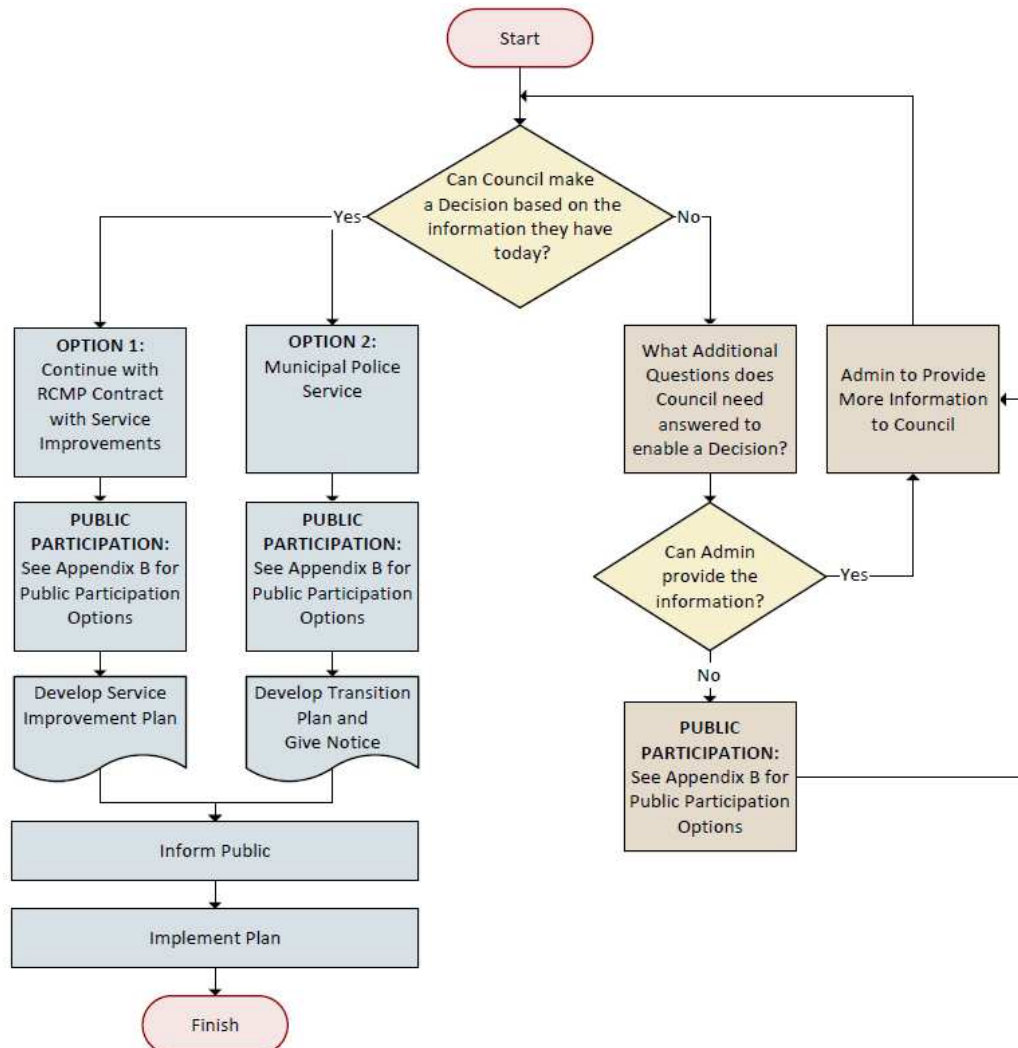 Start
Can Council make
a Decision based on the
information they have
today?
Yes
No
OPTION 1:
Continue with
RCMP Contract
with Service
Improvements
OPTION 2:
Municipal Police
Service
What Additional
Questions does
Council need
answered to
enable a Decision?
Admin to Provide
More Information
to Council
PUBLIC
PARTICIPATION:
See Appendix B for
Public Participation
Options
PUBLIC
PARTICIPATION:
See Appendix B for
Public Participation
Options
Can Admin
provide the
information?
Yes
No
Develop Service
Improvement Plan
Develop Transition
Plan and
Give Notice
PUBLIC
PARTICIPATION:
See Appendix B for
Public Participation
Options
Inform Public
Implement Plan
Finish